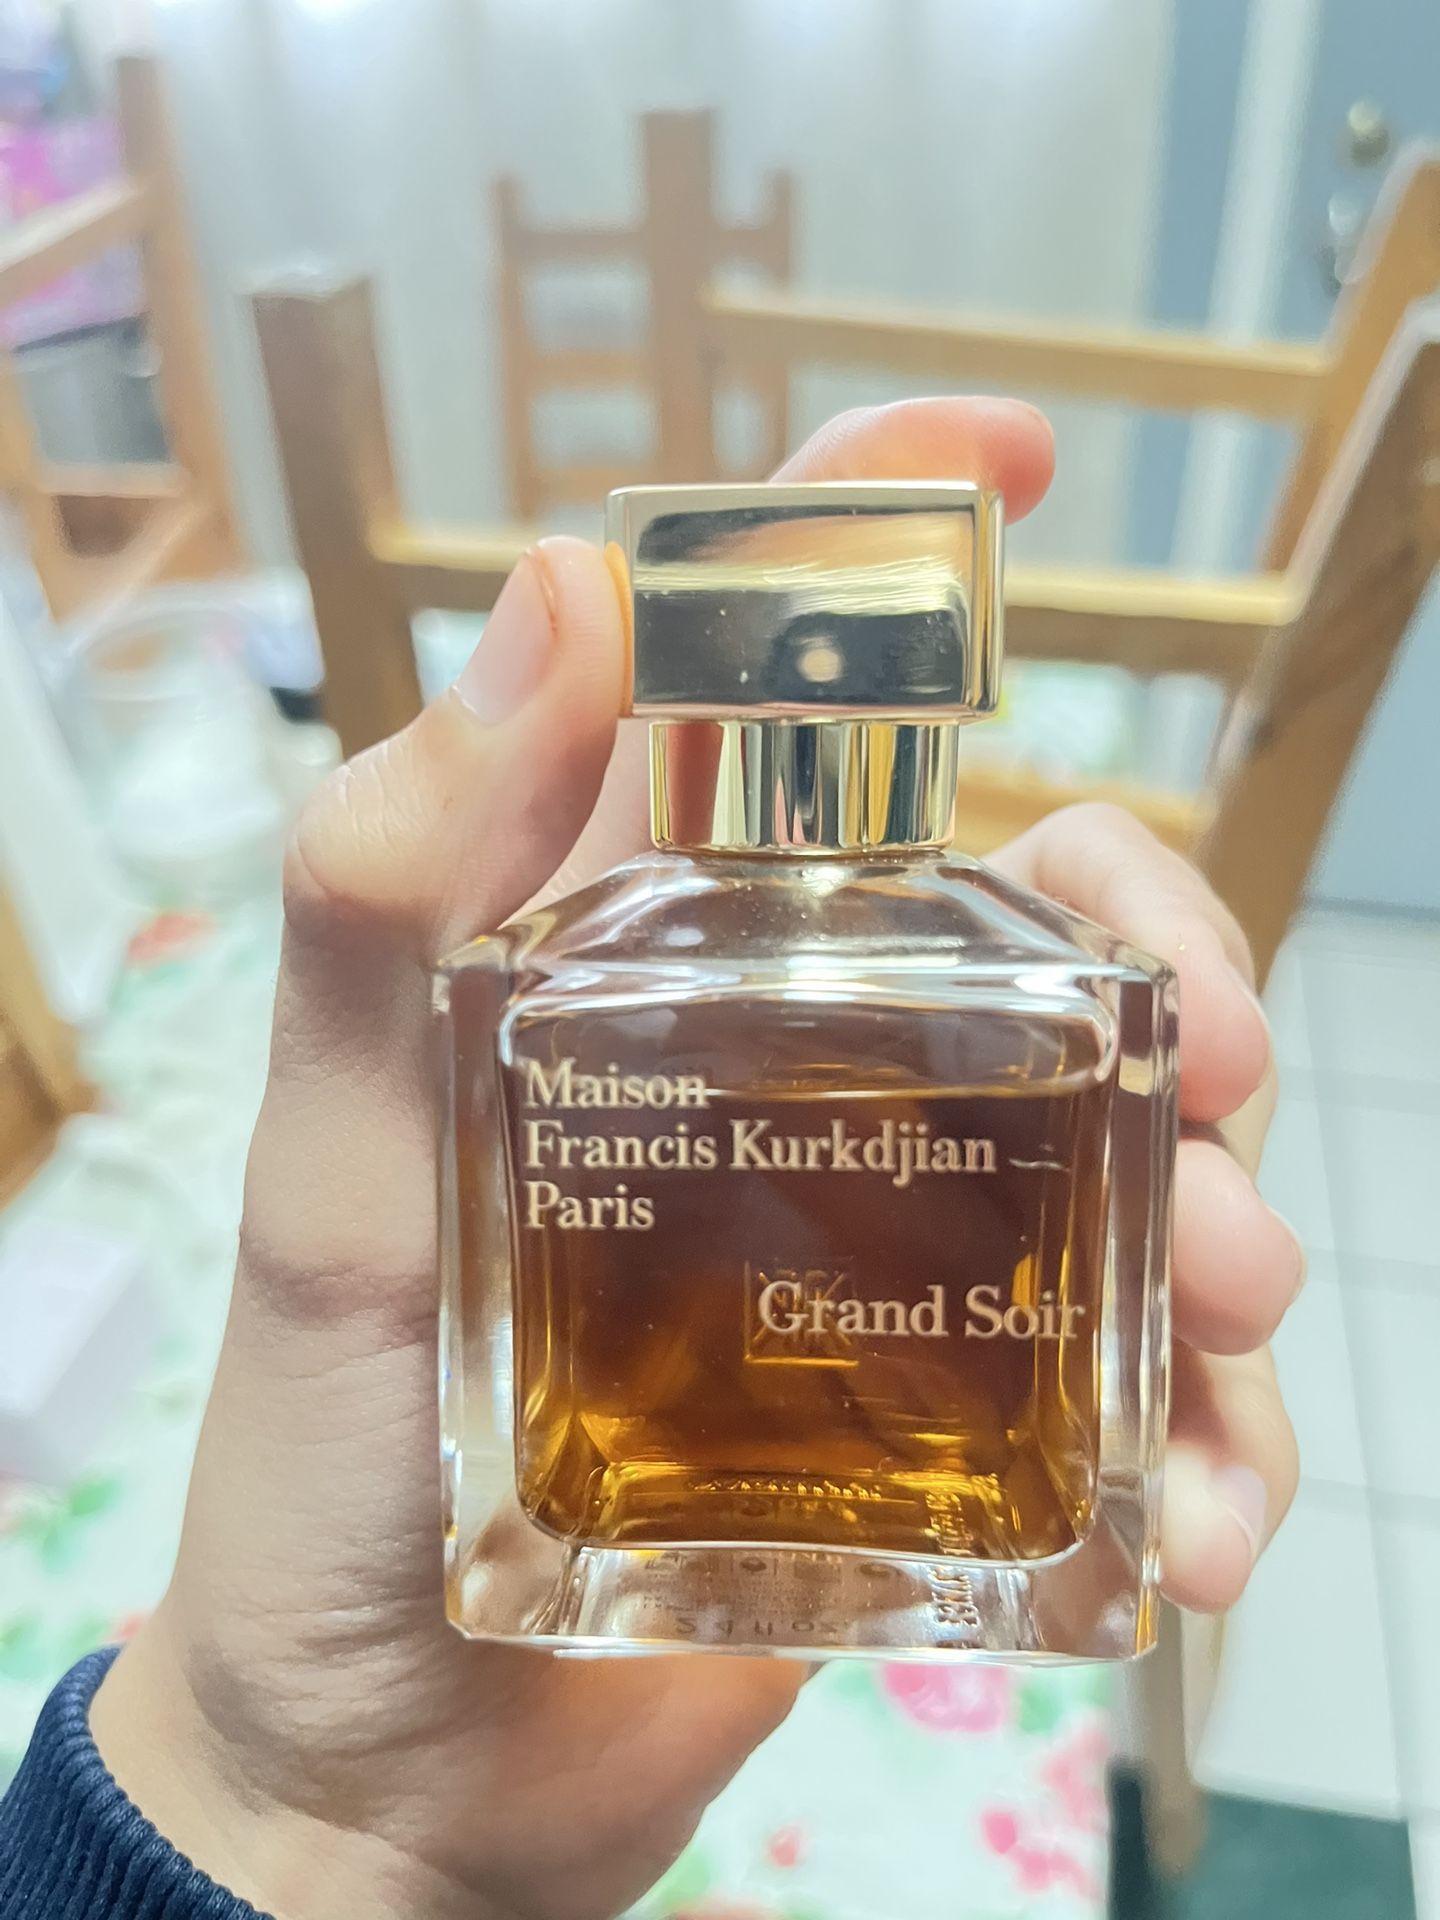 Maison
Francis Kurkdjian
Paris
Grand Soir